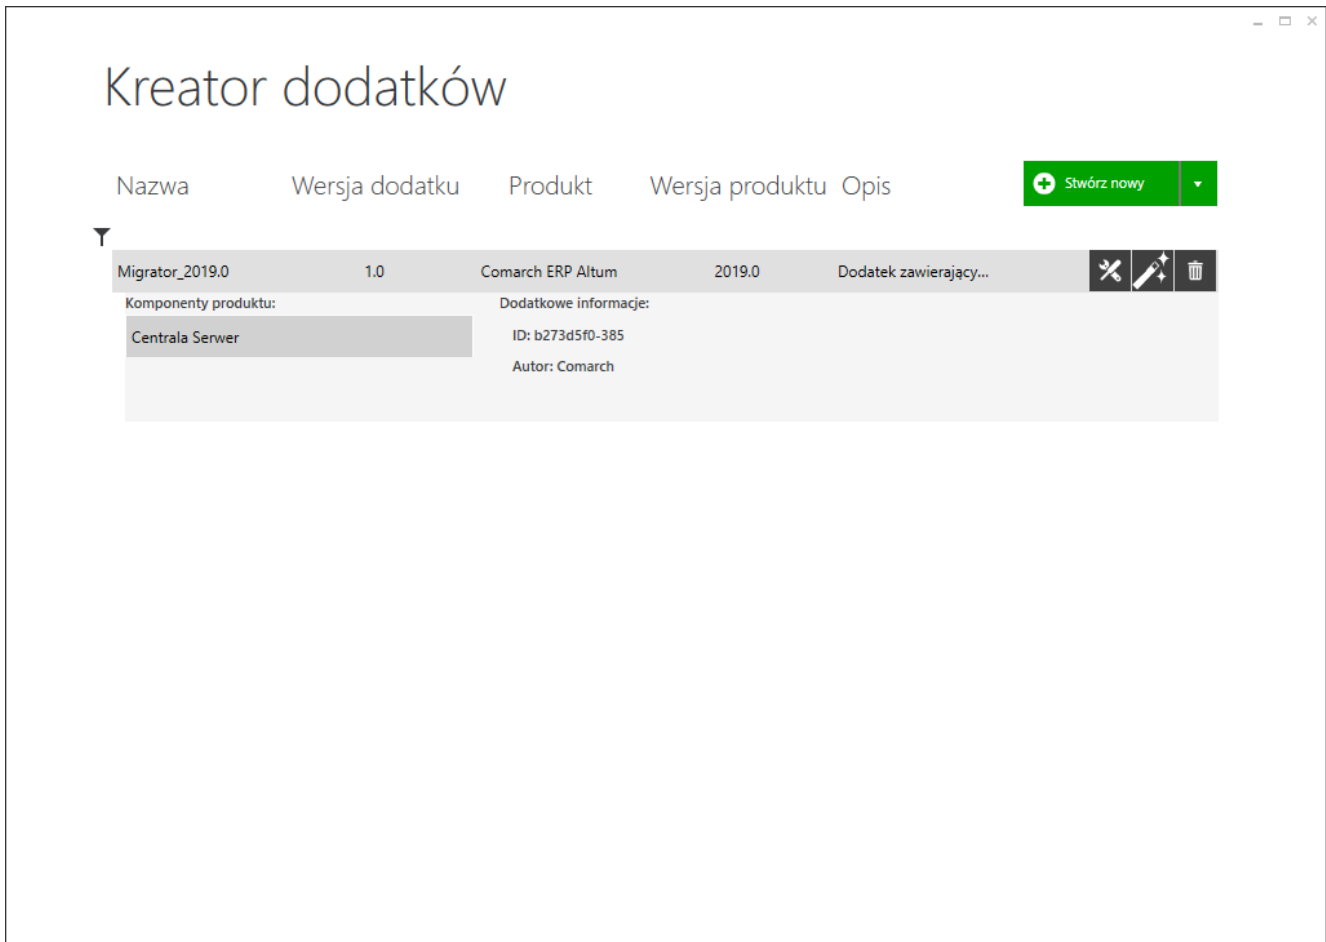 Kreator dodatków
Nazwa Wersja dodatku Produkt Wersja produktu Opis Stwórz nowy
Migrator_2019.0 1.0 Comarch ERP Altum 2019.0 Dodatek zawierający...
Komponenty produktu: Dodatkowe informacje:
Centrala Serwer ID: b273d5f0-385
Autor: Comarch